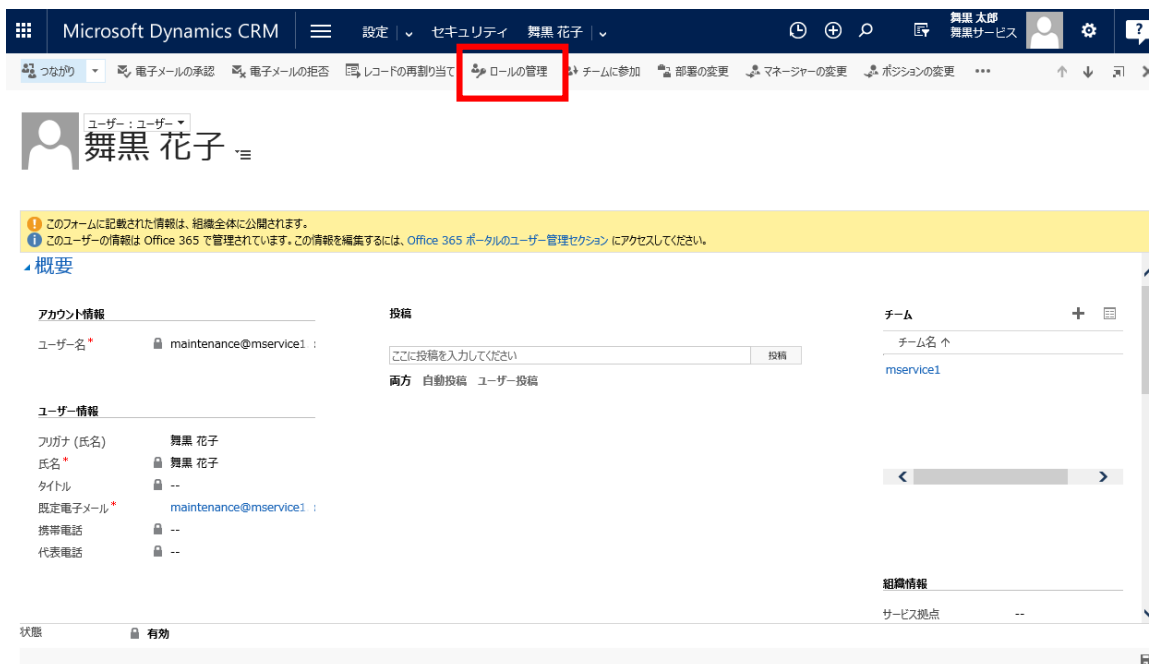 Microsoft Dynamics CRM 設定 セキュリティ 舞黒 花子 舞黒 太郎
舞黒サービス
つながり 電子メールの承認 電子メールの拒否 レコードの再割り当て ロールの管理 チームに参加 部署の変更 マネージャーの変更 ポジションの変更 •••
ユーザー : ユーザー
舞黒 花子
このフォームに記載された情報は、組織全体に公開されます。
このユーザーの情報は Office 365 で管理されています。この情報を編集するには、Office 365 ポータルのユーザー管理セクション にアクセスしてください。
概要
アカウント情報
ユーザー名* maintenance@mservice1.
ユーザー情報
フリガナ (氏名) 舞黒 花子
氏名* 舞黒 花子
タイトル --
既定電子メール* maintenance@mservice1.
携帯電話 --
代表電話 --
投稿
ここに投稿を入力してください 投稿
両方 自動投稿 ユーザー投稿
チーム
チーム名 ↑
mservice1
組織情報
サービス拠点 --
状態 有効